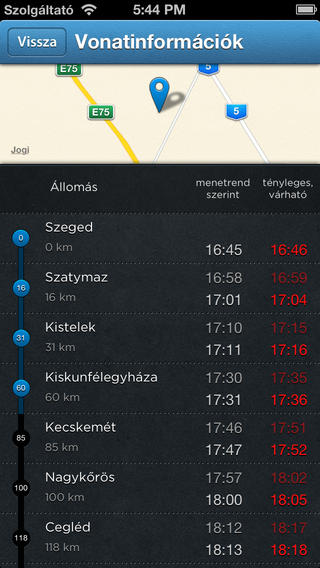 Szolgáltató 5:44 PM
Vissza Vonatinformációk
E75 5
E75 5
Jogi
Állomás menetrend szerint tényleges, várható
Szeged
0 0 km 16:45 16:46
Szatymaz 16:58 16:59
16 16 km 17:01 17:04
Kistelek 17:10 17:15
31 31 km 17:11 17:16
Kiskunfélegyháza 17:30 17:35
60 60 km 17:31 17:36
Kecskemét 17:46 17:51
85 85 km 17:47 17:52
Nagykőrös 17:57 18:02
100 100 km 18:00 18:05
Cegléd 18:12 18:17
118 118 km 18:13 18:18